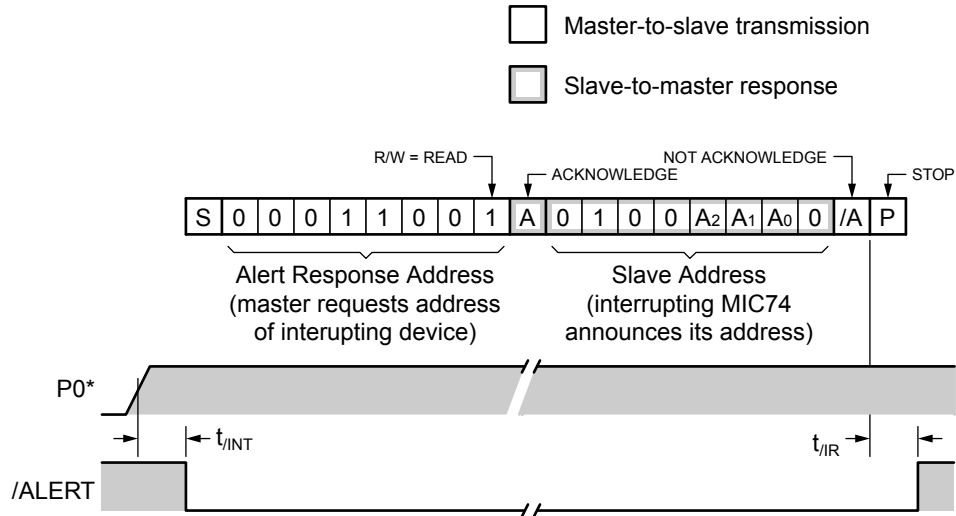 Master-to-slave transmission
Slave-to-master response
R/W = READ
NOT ACKNOWLEDGE
ACKNOWLEDGE
STOP
S 0 0 0 1 1 0 0 1 A 0 1 0 0 A2 A1 A0 0 /A P
Alert Response Address
(master requests address
of interupting device)
Slave Address
(interrupting MIC74
announces its address)
P0*
t/INT
t/IR
/ALERT